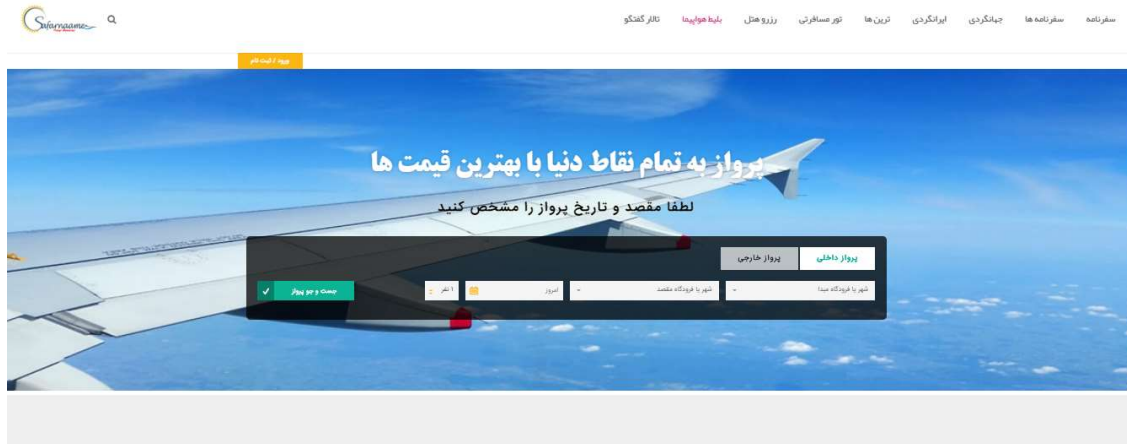 سفرنامه سفرنامه ها جهانگردی ایرانگردی ترین ها تور مسافرتی رزرو هتل بلیط هواپیما تالار گفتگو
Safarnaame
ورود / ثبت نام
پرواز به تمام نقاط دنیا با بهترین قیمت ها
لطفا مقصد و تاریخ پرواز را مشخص کنید
پرواز داخلی پرواز خارجی
شهر یا فرودگاه مبدا شهر یا فرودگاه مقصد امروز ۱ نفر جست و جو پرواز